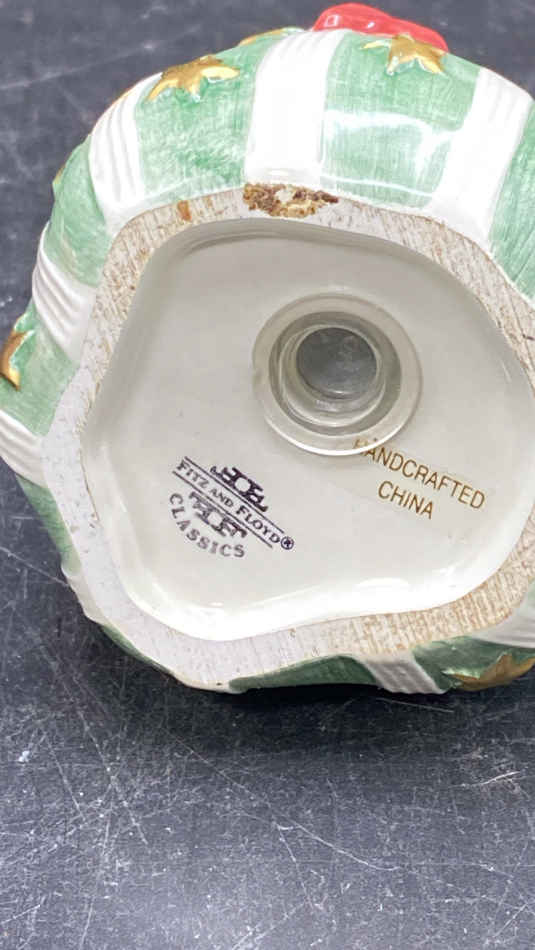 FITZ AND FLOYD®
CLASSICS
HANDCRAFTED
CHINA